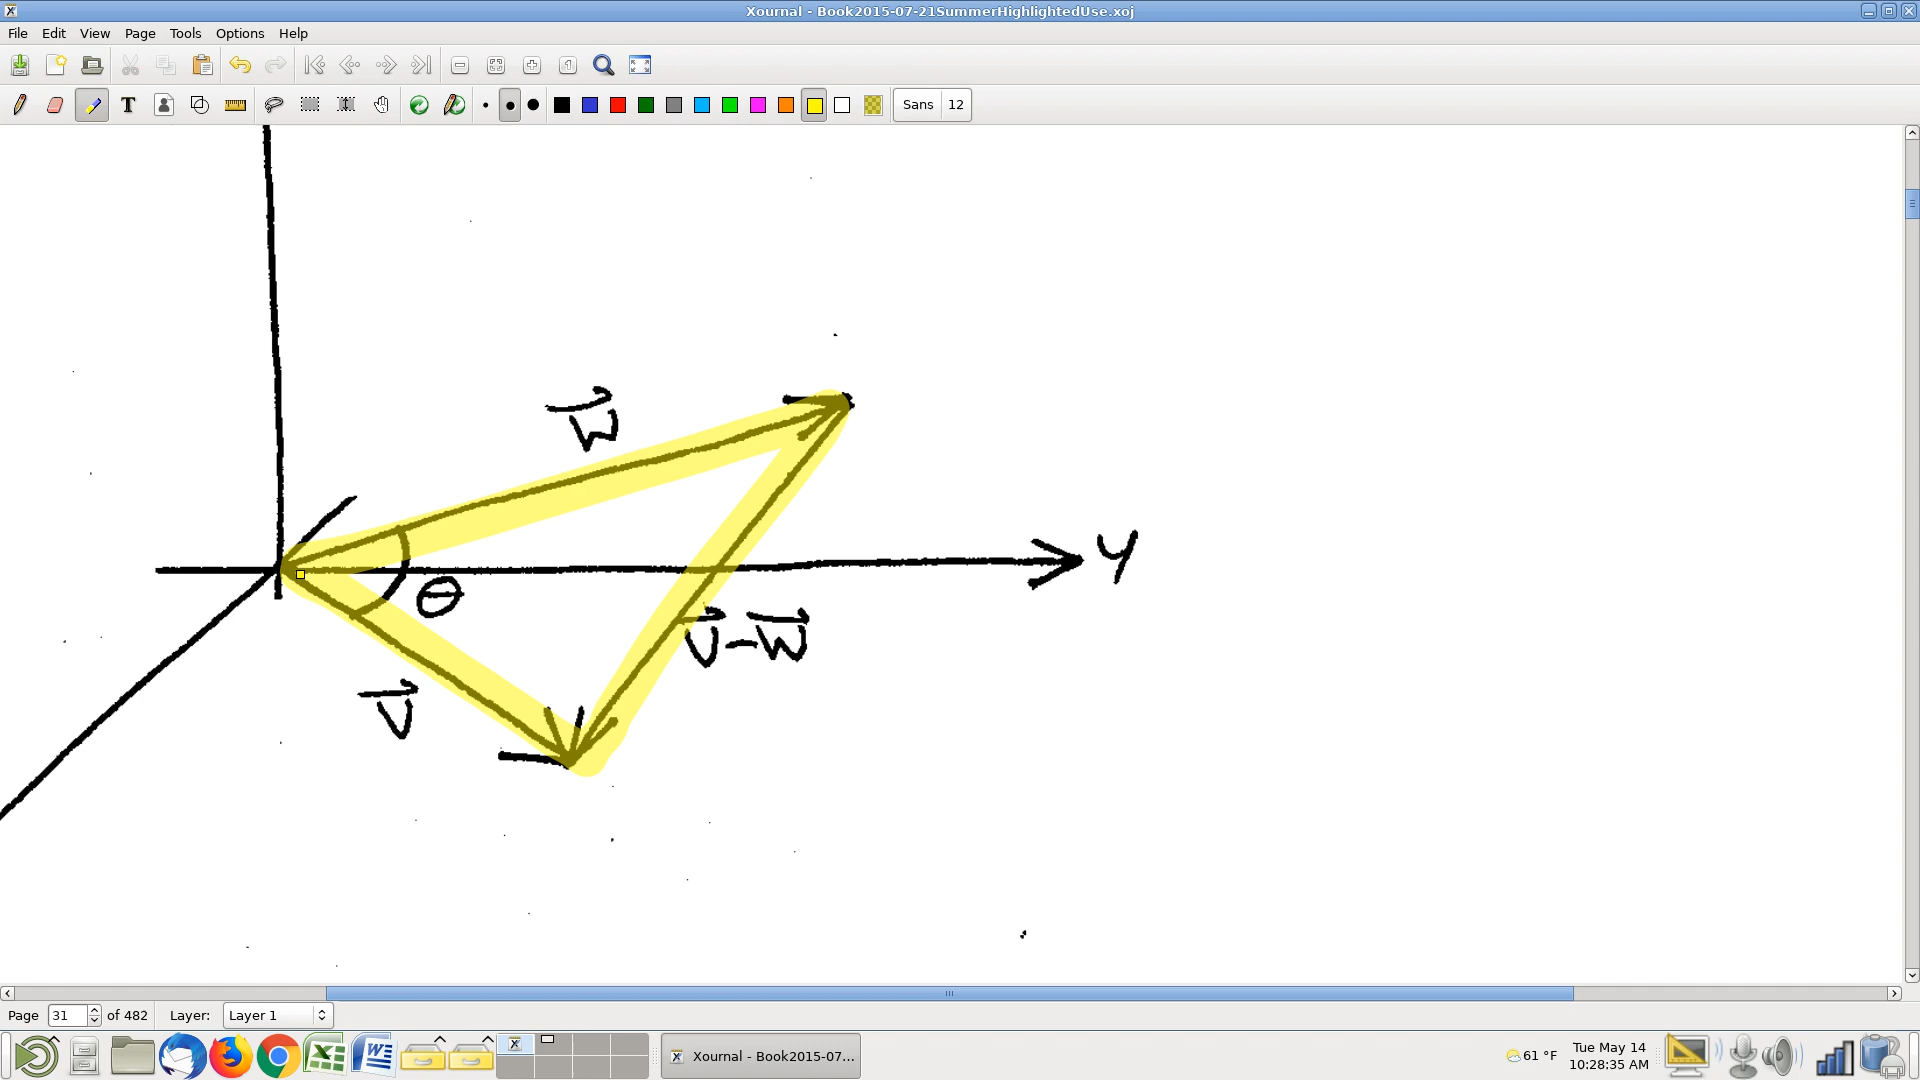 Xournal - Book2015-07-21SummerHighlightedUse.xoj
File Edit View Page Tools Options Help
T Sans 12
w⃗
Y
θ
v⃗-w⃗
v⃗
Page 31 of 482 Layer: Layer 1
Xournal - Book2015-07...
61 °F
Tue May 14
10:28:35 AM